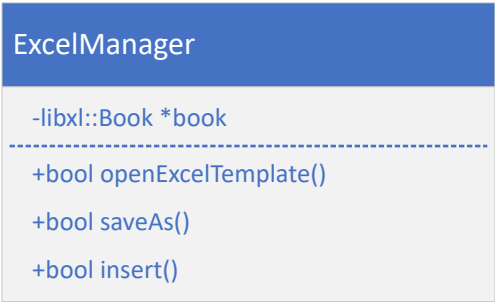 ExcelManager
-libxl::Book *book
+bool openExcelTemplate()
+bool saveAs()
+bool insert()